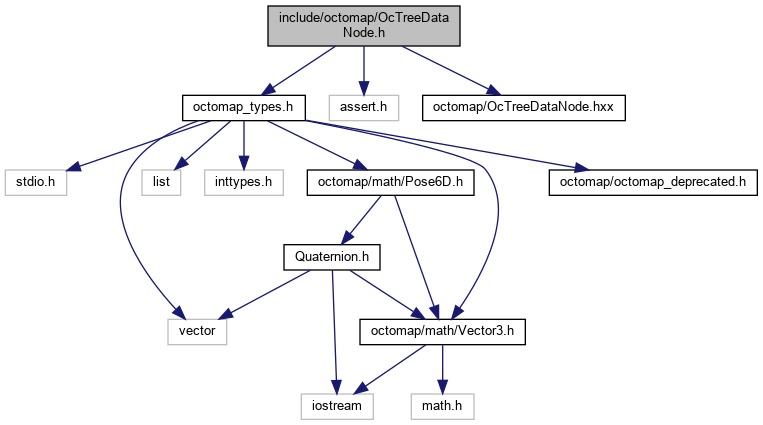 include/octomap/OcTreeData
Node.h
octomap_types.h
assert.h
octomap/OcTreeDataNode.hxx
stdio.h
list
inttypes.h
octomap/math/Pose6D.h
octomap/octomap_deprecated.h
Quaternion.h
vector
octomap/math/Vector3.h
iostream
math.h